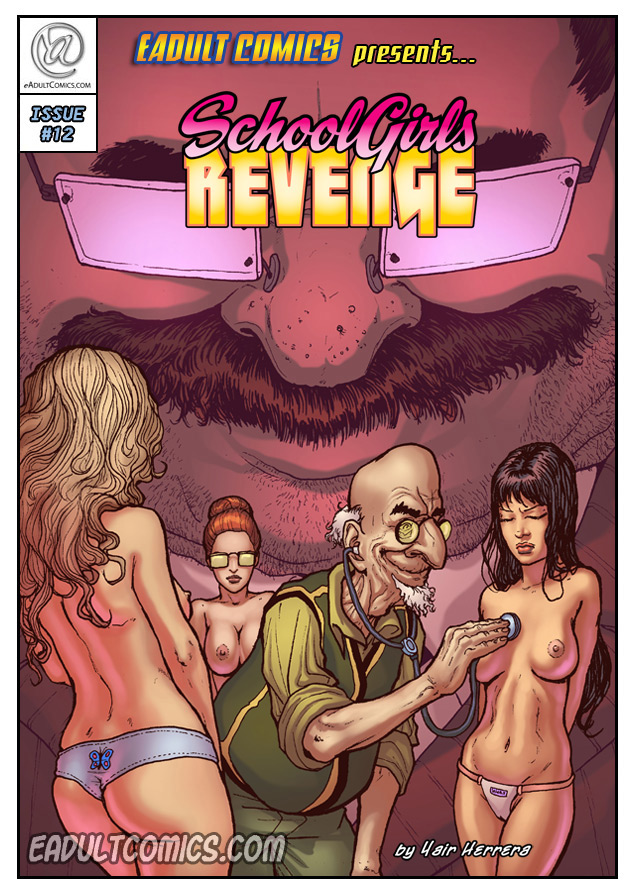 EADULT COMICS presents...
eAdultComics.com
ISSUE
#12
SchoolGirls
REVENGE
EADULTCOMICS.COM
by Yair Herrera